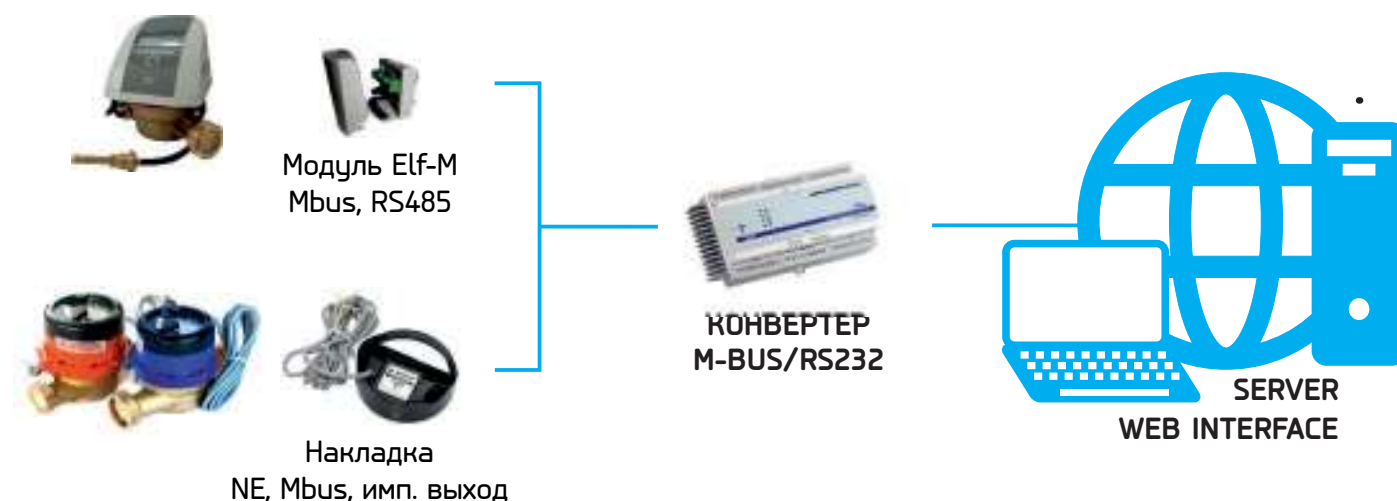 Модуль Elf-M
Mbus, RS485
КОНВЕРТЕР
M-BUS/RS232
SERVER
WEB INTERFACE
Накладка
NE, Mbus, имп. выход